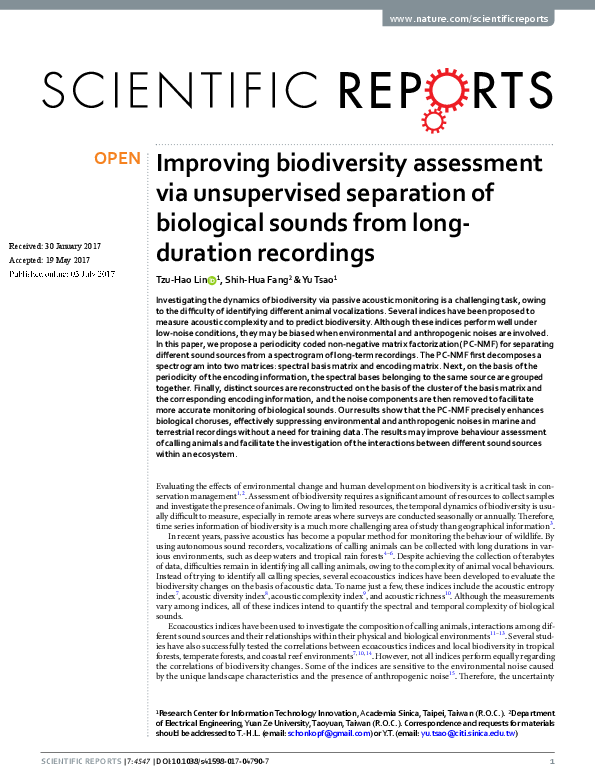 www.nature.com/scientificreports
SCIENTIFIC REPORTS
OPEN
Improving biodiversity assessment
via unsupervised separation of
biological sounds from long-
duration recordings
Received: 30 January 2017
Accepted: 19 May 2017
Published online: 03 July 2017
Tzu-Hao Lin1, Shih-Hua Fang2 & Yu Tsao1
Investigating the dynamics of biodiversity via passive acoustic monitoring is a challenging task, owing
to the difficulty of identifying different animal vocalizations. Several indices have been proposed to
measure acoustic complexity and to predict biodiversity. Although these indices perform well under
low-noise conditions, they may be biased when environmental and anthropogenic noises are involved.
In this paper, we propose a periodicity coded non-negative matrix factorization (PC-NMF) for separating
different sound sources from a spectrogram of long-term recordings. The PC-NMF first decomposes a
spectrogram into two matrices: spectral basis matrix and encoding matrix. Next, on the basis of the
periodicity of the encoding information, the spectral bases belonging to the same source are grouped
together. Finally, distinct sources are reconstructed on the basis of the cluster of the basis matrix and
the corresponding encoding information, and the noise components are then removed to facilitate
more accurate monitoring of biological sounds. Our results show that the PC-NMF precisely enhances
biological choruses, effectively suppressing environmental and anthropogenic noises in marine and
terrestrial recordings without a need for training data. The results may improve behaviour assessment
of calling animals and facilitate the investigation of the interactions between different sound sources
within an ecosystem.
Evaluating the effects of environmental change and human development on biodiversity is a critical task in con-
servation management1,2. Assessment of biodiversity requires a significant amount of resources to collect samples
and investigate the presence of animals. Owing to limited resources, the temporal dynamics of biodiversity is usu-
ally difficult to measure, especially in remote areas where surveys are conducted seasonally or annually. Therefore,
time series information of biodiversity is a much more challenging area of study than geographical information3.
In recent years, passive acoustics has become a popular method for monitoring the behaviour of wildlife. By
using autonomous sound recorders, vocalizations of calling animals can be collected with long durations in var-
ious environments, such as deep waters and tropical rain forests4–6. Despite achieving the collection of terabytes
of data, difficulties remain in identifying all calling animals, owing to the complexity of animal vocal behaviours.
Instead of trying to identify all calling species, several ecoacoustics indices have been developed to evaluate the
biodiversity changes on the basis of acoustic data. To name just a few, these indices include the acoustic entropy
index7, acoustic diversity index8, acoustic complexity index9, and acoustic richness10. Although the measurements
vary among indices, all of these indices intend to quantify the spectral and temporal complexity of biological
sounds.
Ecoacoustics indices have been used to investigate the composition of calling animals, interactions among dif-
ferent sound sources and their relationships within their physical and biological environments11–13. Several stud-
ies have also successfully tested the correlations between ecoacoustics indices and local biodiversity in tropical
forests, temperate forests, and coastal reef environments7,10,14. However, not all indices perform equally regarding
the correlations of biodiversity changes. Some of the indices are sensitive to the environmental noise caused
by the unique landscape characteristics and the presence of anthropogenic noise15. Therefore, the uncertainty
1Research Center for Information Technology Innovation, Academia Sinica, Taipei, Taiwan (R.O.C.). 2Department
of Electrical Engineering, Yuan Ze University, Taoyuan, Taiwan (R.O.C.). Correspondence and requests for materials
should be addressed to T.-H.L. (email: schonkopf@gmail.com) or Y.T. (email: yu.tsao@citi.sinica.edu.tw)
SCIENTIFIC REPORTS | 7: 4547 | DOI:10.1038/s41598-017-04790-7
1